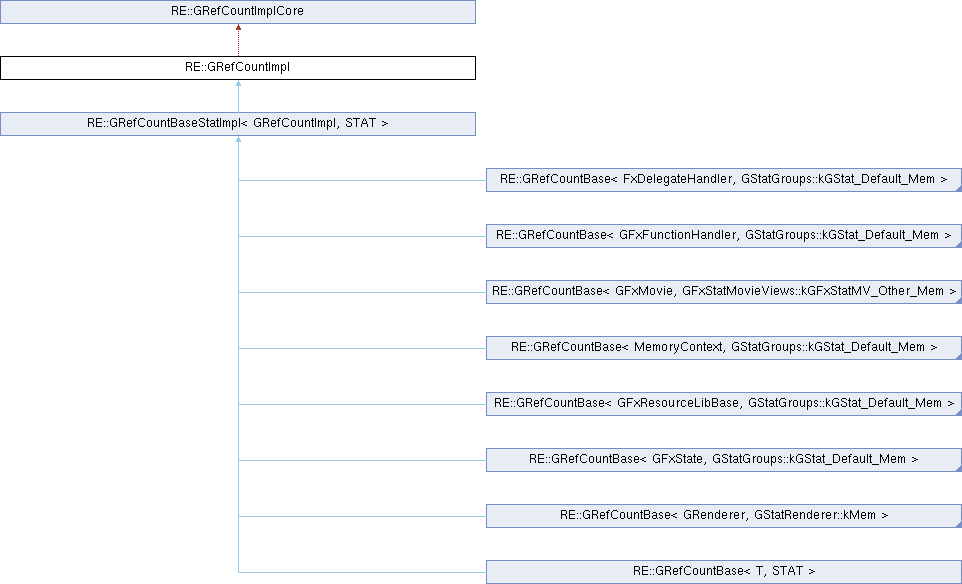 RE::GRefCountImplCore
RE::GRefCountImpl
RE::GRefCountBaseStatImpl< GRefCountImpl, STAT >
RE::GRefCountBase< FxDelegateHandler, GStatGroups::kGStat_Default_Mem >
RE::GRefCountBase< GFxFunctionHandler, GStatGroups::kGStat_Default_Mem >
RE::GRefCountBase< GFxMovie, GFxStatMovieViews::kGFxStatMV_Other_Mem >
RE::GRefCountBase< MemoryContext, GStatGroups::kGStat_Default_Mem >
RE::GRefCountBase< GFxResourceLibBase, GStatGroups::kGStat_Default_Mem >
RE::GRefCountBase< GFxState, GStatGroups::kGStat_Default_Mem >
RE::GRefCountBase< GRenderer, GStatRenderer::kMem >
RE::GRefCountBase< T, STAT >